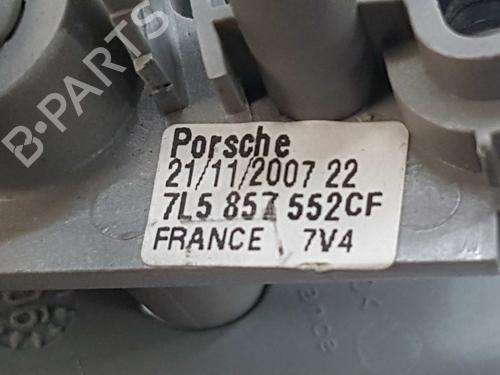 B-PARTS
Porsche
21/11/2007 22
7L5 857 552CF
FRANCE 7V4